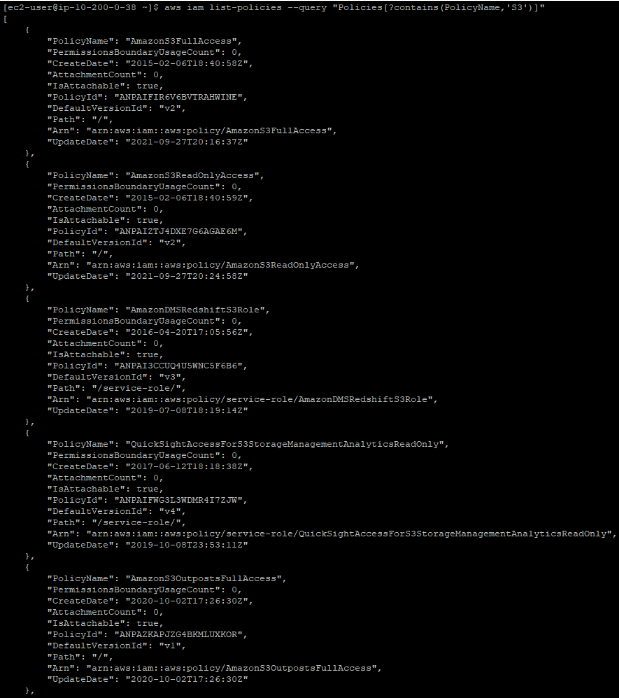 [ec2-user@ip-10-200-0-38 ~]$ aws iam list-policies --query "Policies[?contains(PolicyName,'S3')]"
[
    {
        "PolicyName": "AmazonS3FullAccess",
        "PermissionsBoundaryUsageCount": 0,
        "CreateDate": "2015-02-06T18:40:58Z",
        "AttachmentCount": 0,
        "IsAttachable": true,
        "PolicyId": "ANPAIFIR6V6BVTRAHWINE",
        "DefaultVersionId": "v2",
        "Path": "/",
        "Arn": "arn:aws:iam::aws:policy/AmazonS3FullAccess",
        "UpdateDate": "2021-09-27T20:16:37Z"
    },
    {
        "PolicyName": "AmazonS3ReadOnlyAccess",
        "PermissionsBoundaryUsageCount": 0,
        "CreateDate": "2015-02-06T18:40:59Z",
        "AttachmentCount": 0,
        "IsAttachable": true,
        "PolicyId": "ANPAIZTJ4DXE7G6AGAE6M",
        "DefaultVersionId": "v2",
        "Path": "/",
        "Arn": "arn:aws:iam::aws:policy/AmazonS3ReadOnlyAccess",
        "UpdateDate": "2021-09-27T20:24:58Z"
    },
    {
        "PolicyName": "AmazonDMSRedshiftS3Role",
        "PermissionsBoundaryUsageCount": 0,
        "CreateDate": "2016-04-20T17:05:56Z",
        "AttachmentCount": 0,
        "IsAttachable": true,
        "PolicyId": "ANPAI3CCUQ4U5WNC5F6B6",
        "DefaultVersionId": "v3",
        "Path": "/service-role/",
        "Arn": "arn:aws:iam::aws:policy/service-role/AmazonDMSRedshiftS3Role",
        "UpdateDate": "2019-07-08T18:19:14Z"
    },
    {
        "PolicyName": "QuickSightAccessForS3StorageManagementAnalyticsReadOnly",
        "PermissionsBoundaryUsageCount": 0,
        "CreateDate": "2017-06-12T18:18:38Z",
        "AttachmentCount": 0,
        "IsAttachable": true,
        "PolicyId": "ANPAIFWG3L3WDMR4I7ZJW",
        "DefaultVersionId": "v4",
        "Path": "/service-role/",
        "Arn": "arn:aws:iam::aws:policy/service-role/QuickSightAccessForS3StorageManagementAnalyticsReadOnly",
        "UpdateDate": "2019-10-08T23:53:11Z"
    },
    {
        "PolicyName": "AmazonS3OutpostsFullAccess",
        "PermissionsBoundaryUsageCount": 0,
        "CreateDate": "2020-10-02T17:26:30Z",
        "AttachmentCount": 0,
        "IsAttachable": true,
        "PolicyId": "ANPAZKAPJZG4BKMLUXKOR",
        "DefaultVersionId": "v1",
        "Path": "/",
        "Arn": "arn:aws:iam::aws:policy/AmazonS3OutpostsFullAccess",
        "UpdateDate": "2020-10-02T17:26:30Z"
    },